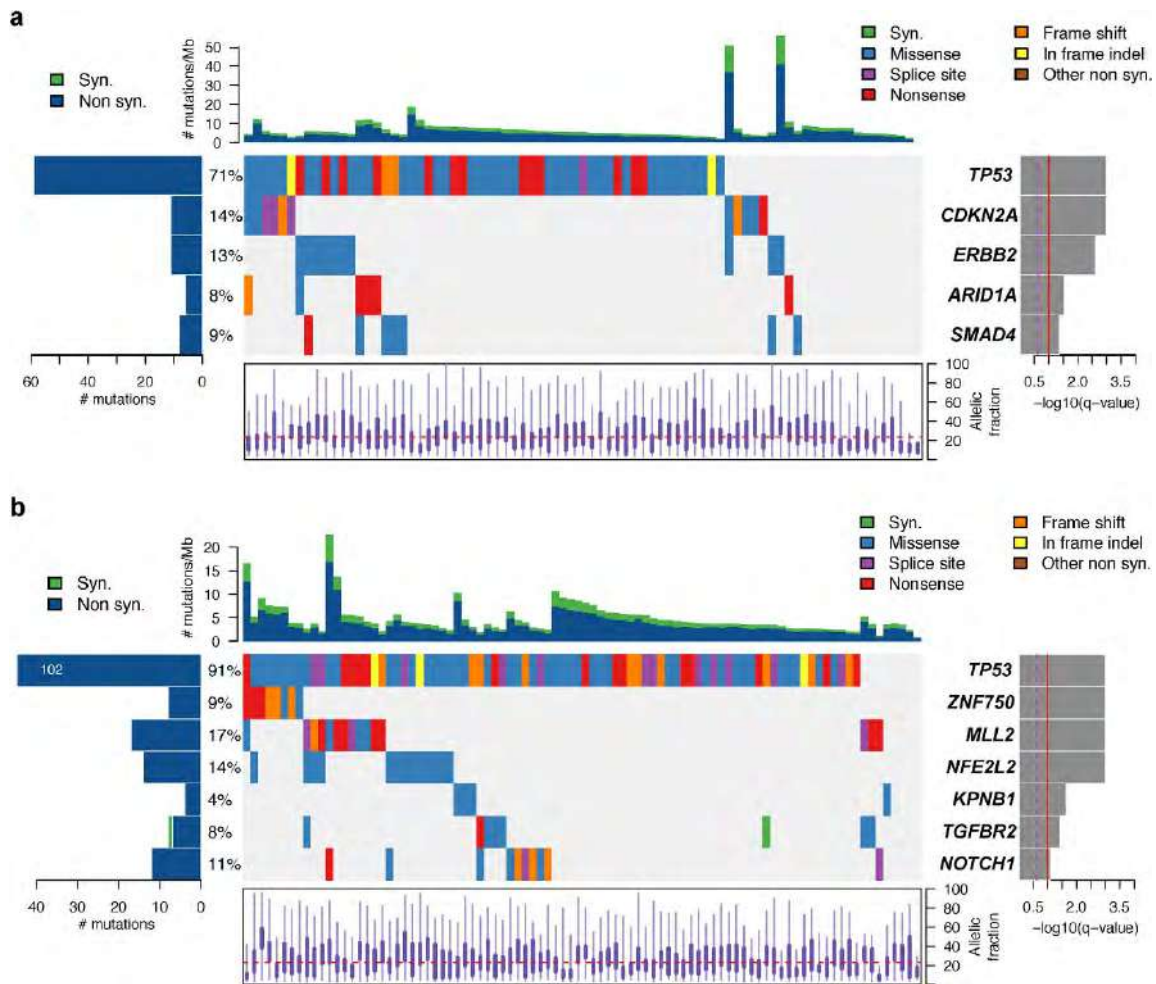 a
Syn.
Non syn.
# mutations/Mb
50
40
30
20
10
0
Syn.
Missense
Splice site
Nonsense
Frame shift
In frame indel
Other non syn.
71%
14%
13%
8%
9%
TP53
CDKN2A
ERBB2
ARID1A
SMAD4
60
40
20
0
# mutations
100
80
60
40
20
Allelic
fraction
0.5
2.0
3.5
−log10(q−value)
b
Syn.
Non syn.
# mutations/Mb
20
15
10
5
0
Syn.
Missense
Splice site
Nonsense
Frame shift
In frame indel
Other non syn.
102
91%
9%
17%
14%
4%
8%
11%
TP53
ZNF750
MLL2
NFE2L2
KPNB1
TGFBR2
NOTCH1
40
30
20
10
0
# mutations
100
80
60
40
20
Allelic
fraction
0.5
2.0
3.5
−log10(q−value)